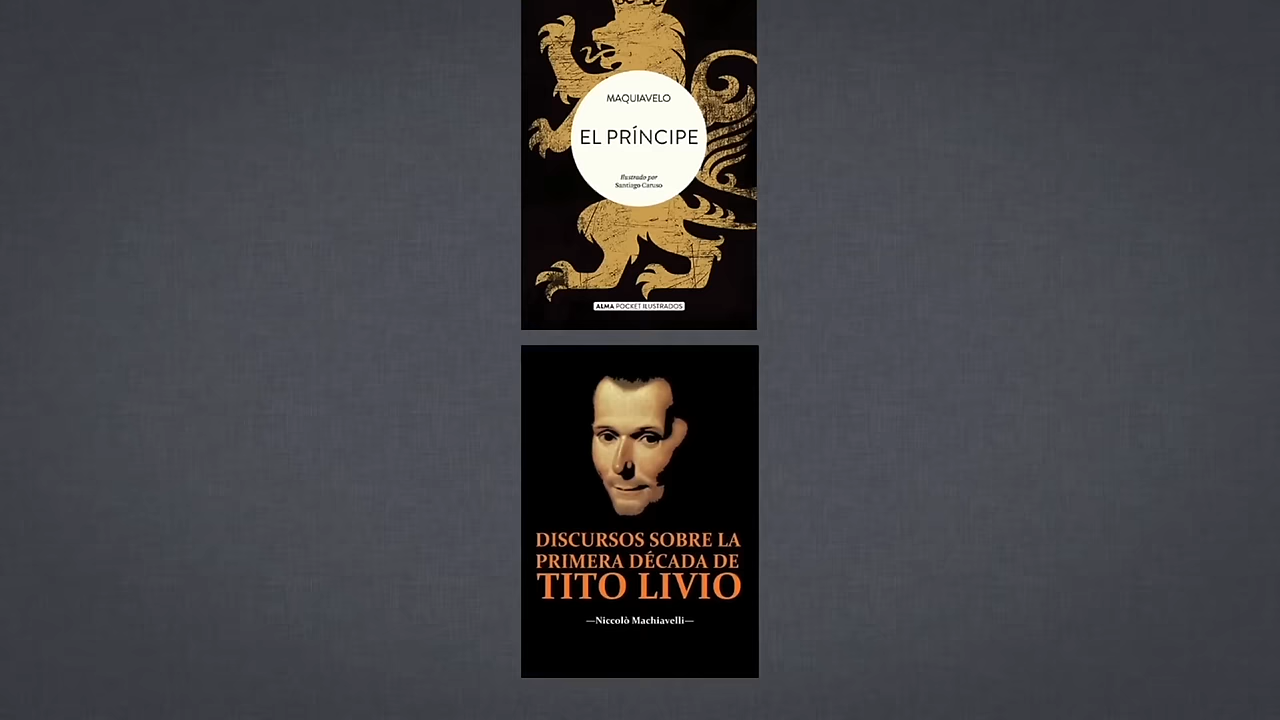 MAQUIAVELO
EL PRÍNCIPE
Ilustrado por
Santiago Caruso
ALMA POCKET ILUSTRADOS
DISCURSOS SOBRE LA
PRIMERA DÉCADA DE
TITO LIVIO
—Niccolò Machiavelli—